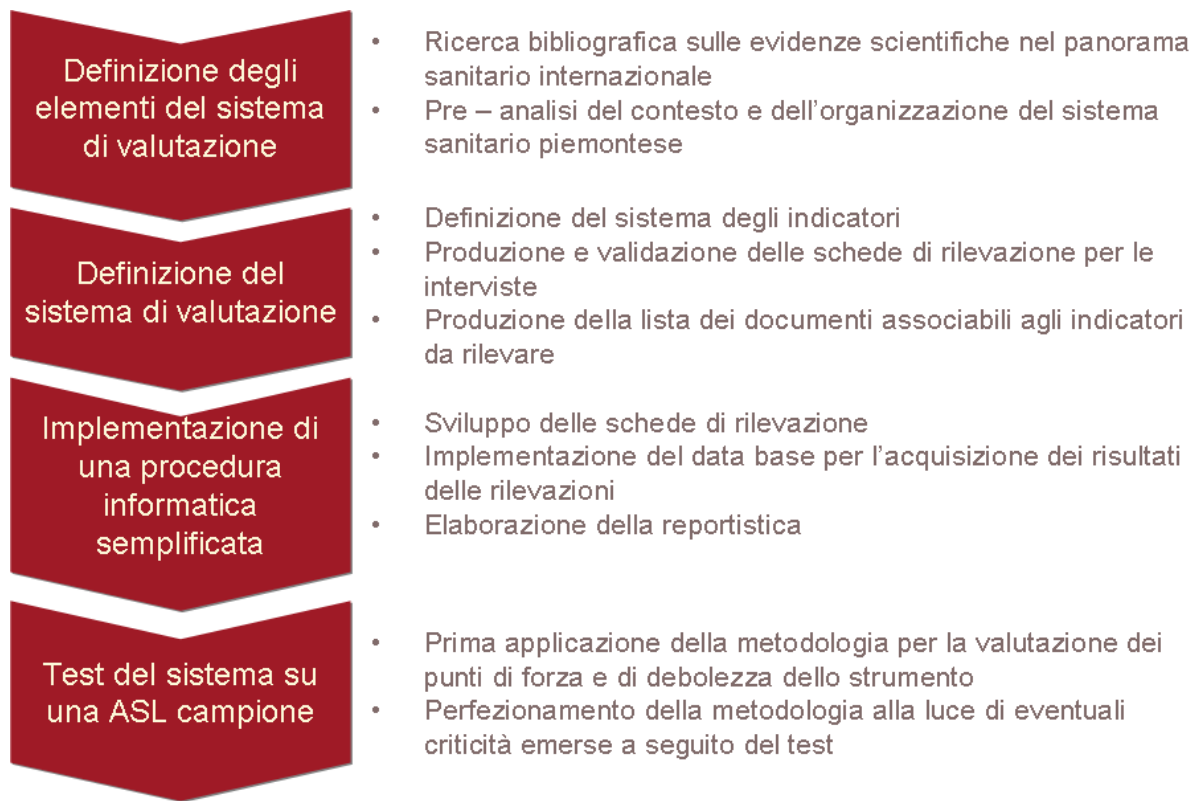 Definizione degli
elementi del sistema
di valutazione
• Ricerca bibliografica sulle evidenze scientifiche nel panorama
sanitario internazionale
• Pre – analisi del contesto e dell'organizzazione del sistema
sanitario piemontese
Definizione del
sistema di valutazione
• Definizione del sistema degli indicatori
• Produzione e validazione delle schede di rilevazione per le
interviste
• Produzione della lista dei documenti associabili agli indicatori
da rilevare
Implementazione di
una procedura
informatica
semplificata
• Sviluppo delle schede di rilevazione
• Implementazione del data base per l'acquisizione dei risultati
delle rilevazioni
• Elaborazione della reportistica
Test del sistema su
una ASL campione
• Prima applicazione della metodologia per la valutazione dei
punti di forza e di debolezza dello strumento
• Perfezionamento della metodologia alla luce di eventuali
criticità emerse a seguito del test